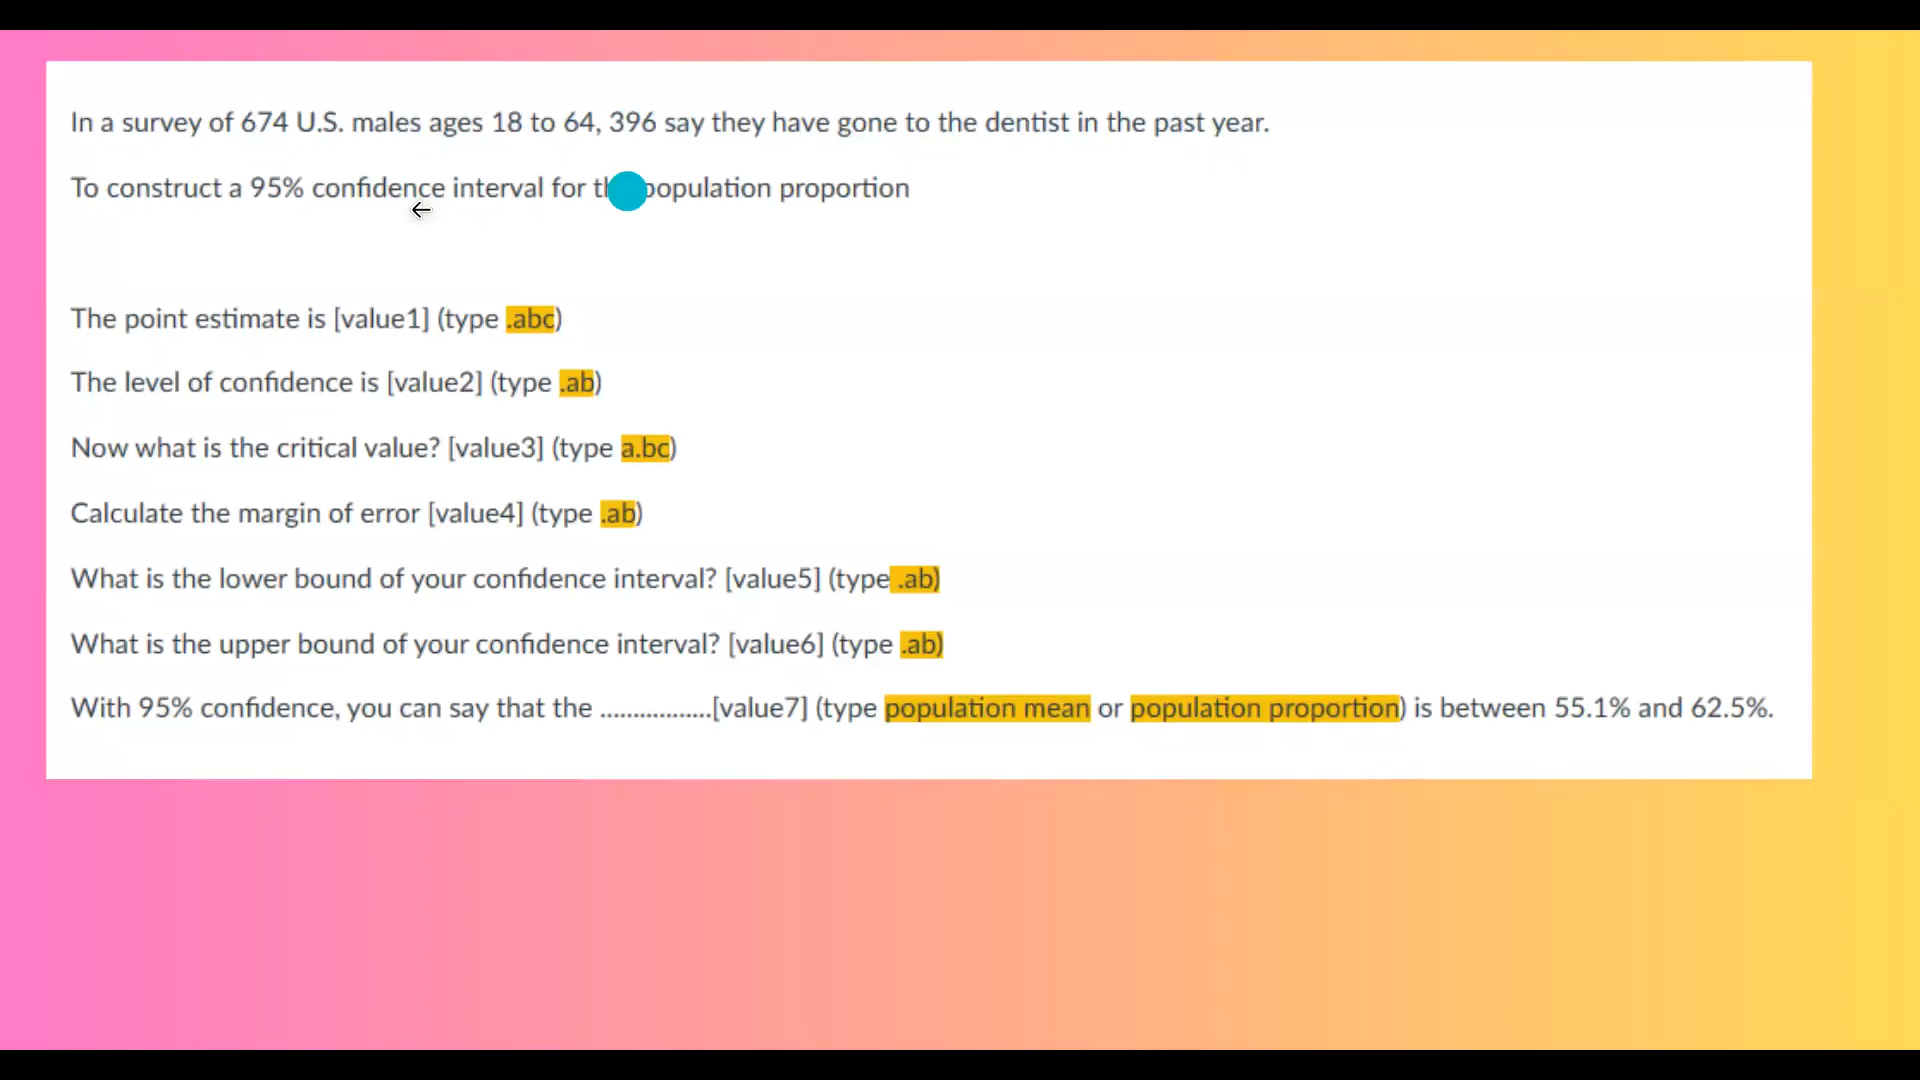 In a survey of 674 U.S. males ages 18 to 64, 396 say they have gone to the dentist in the past year.
To construct a 95% confidence interval for population proportion
The point estimate is [value1] (type .abc)
The level of confidence is [value2] (type .ab)
Now what is the critical value? [value3] (type a.bc)
Calculate the margin of error [value4] (type .ab)
What is the lower bound of your confidence interval? [value5] (type .ab)
What is the upper bound of your confidence interval? [value6] (type .ab)
With 95% confidence, you can say that the .................[value7] (type population mean or population proportion) is between 55.1% and 62.5%.